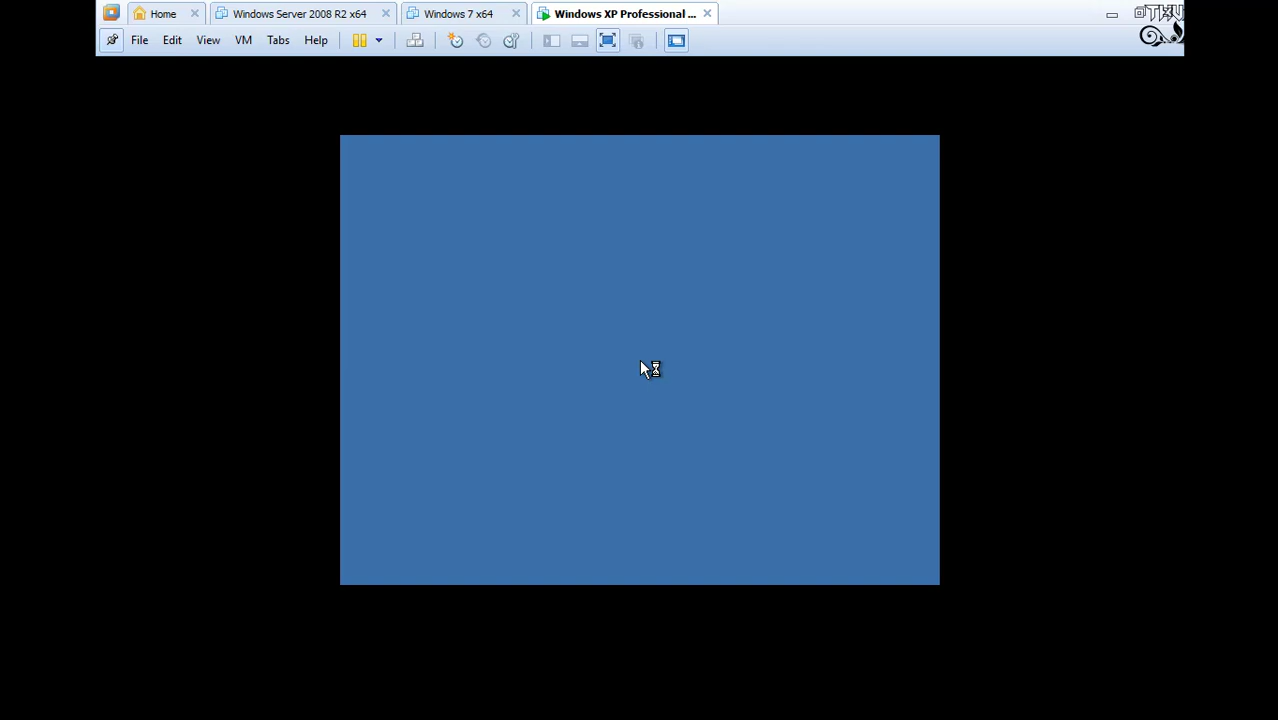 Home Windows Server 2008 R2 x64 Windows 7 x64 Windows XP Professional ...
File Edit View VM Tabs Help